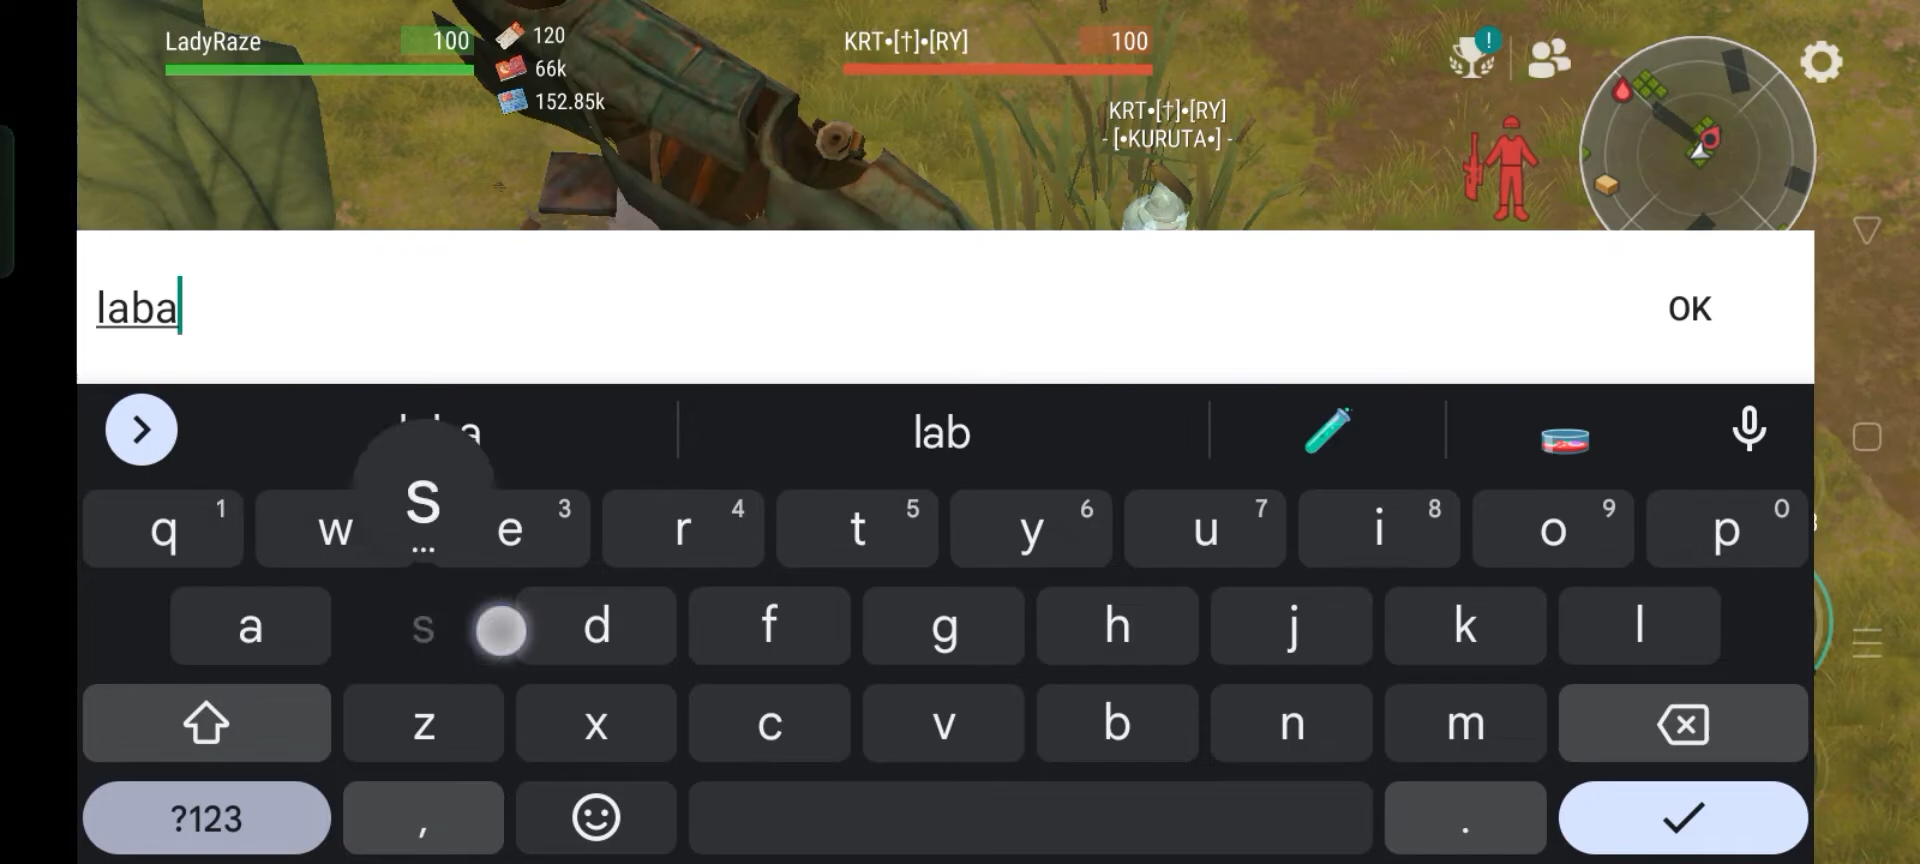 LadyRaze 100
120
66k
152.85k
KRT•[†]•[RY] 100
!
KRT•[†]•[RY]
- [•KURUTA•] -
laba
OK
lab
s
q 1 w e 3 r 4 t 5 y 6 u 7 i 8 o 9 p 0
a s d f g h j k l
z x c v b n m
?123 , .